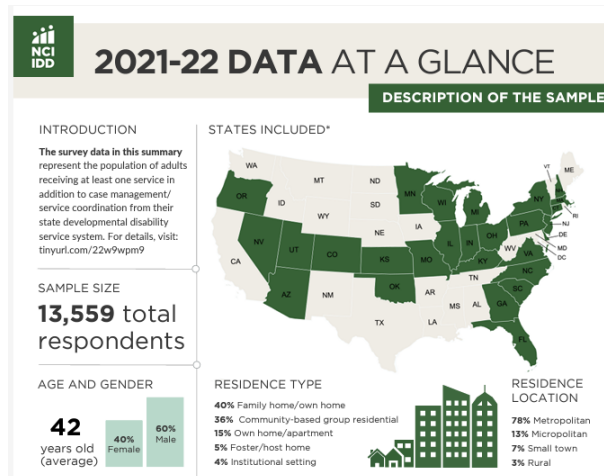 NCI
IDD
2021-22 DATA AT A GLANCE
DESCRIPTION OF THE SAMPLE
INTRODUCTION
The survey data in this summary
represent the population of adults
receiving at least one service in
addition to case management/
service coordination from their
state developmental disability
service system. For details, visit:
tinyurl.com/22w9wpm9
SAMPLE SIZE
13,559 total
respondents
AGE AND GENDER
42
years old
(average)
40%
Female
60%
Male
STATES INCLUDED*
WA
OR
CA
NV
ID
MT
WY
UT
AZ
CO
NM
ND
SD
NE
KS
OK
TX
MN
IA
MO
AR
LA
WI
IL
MI
IN
OH
KY
TN
MS
AL
GA
FL
SC
NC
VA
WV
PA
NY
VT
ME
RI
NJ
DE
MD
DC
RESIDENCE TYPE
40% Family home/own home
36% Community-based group residential
15% Own home/apartment
5% Foster/host home
4% Institutional setting
RESIDENCE
LOCATION
78% Metropolitan
13% Micropolitan
7% Small town
3% Rural